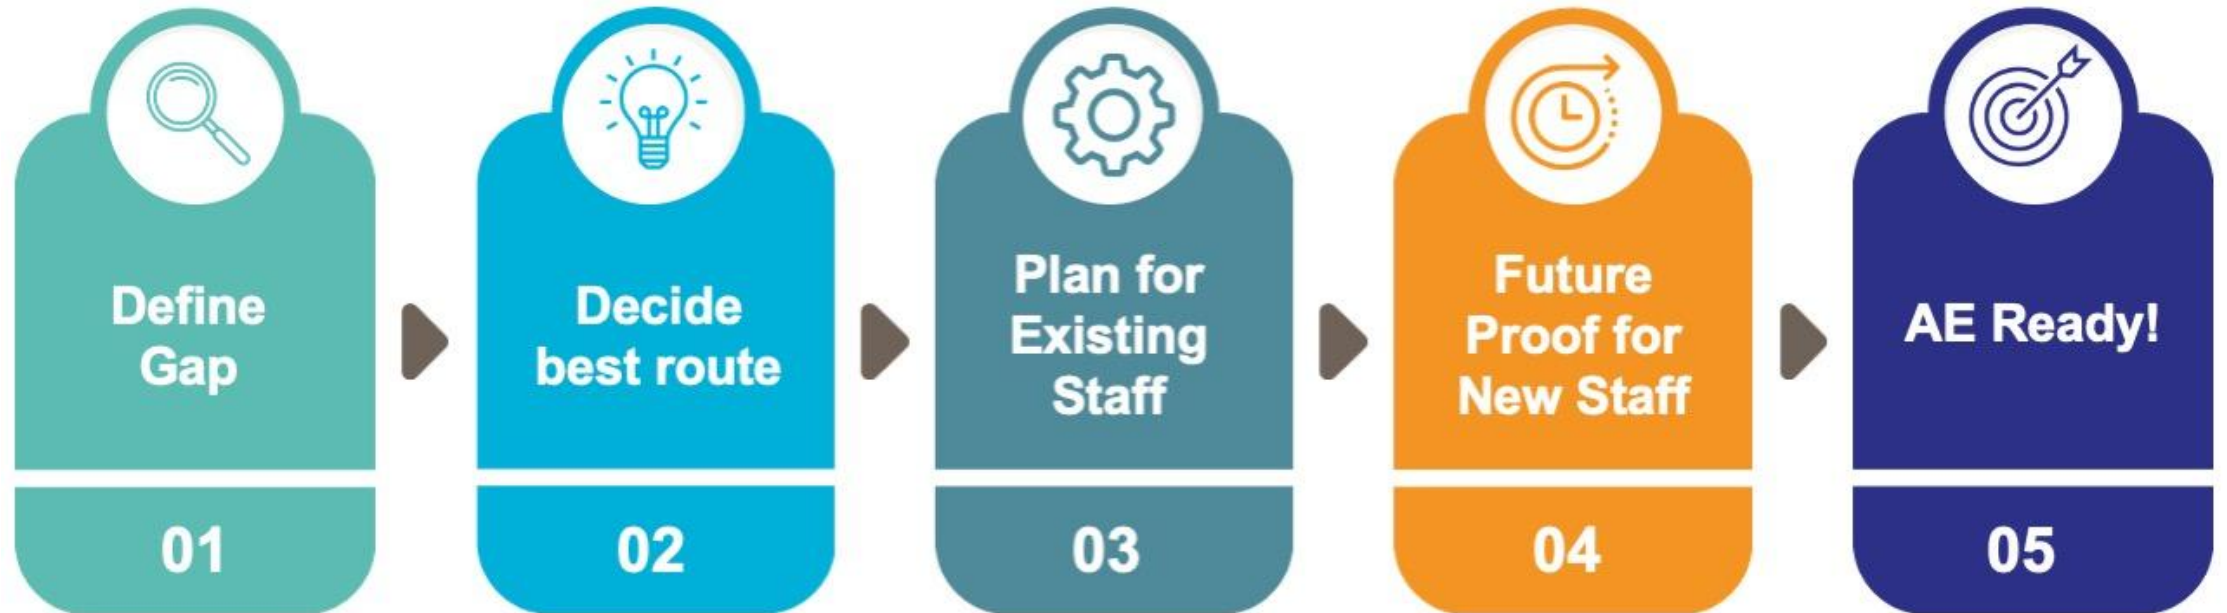 Define
Gap
01
Decide
best route
02
Plan for
Existing
Staff
03
Future
Proof for
New Staff
04
AE Ready!
05